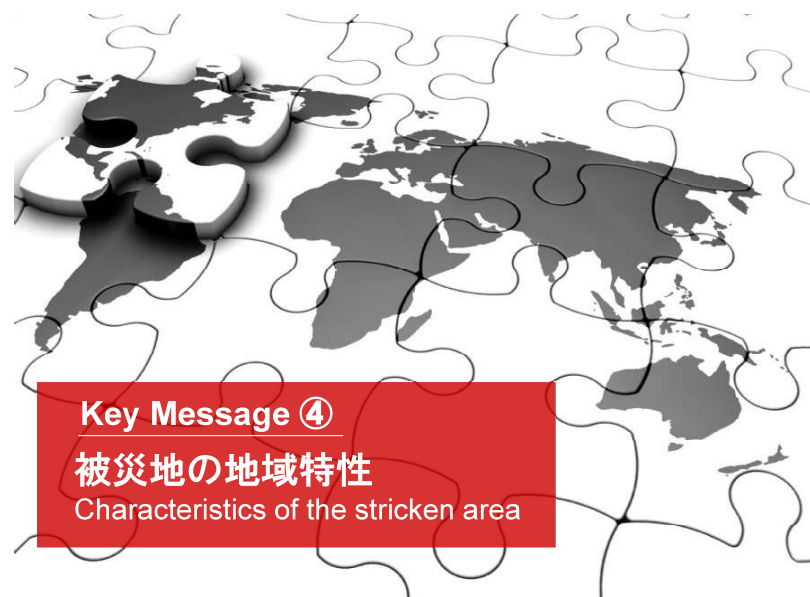 Key Message ④
被災地の地域特性
Characteristics of the stricken area